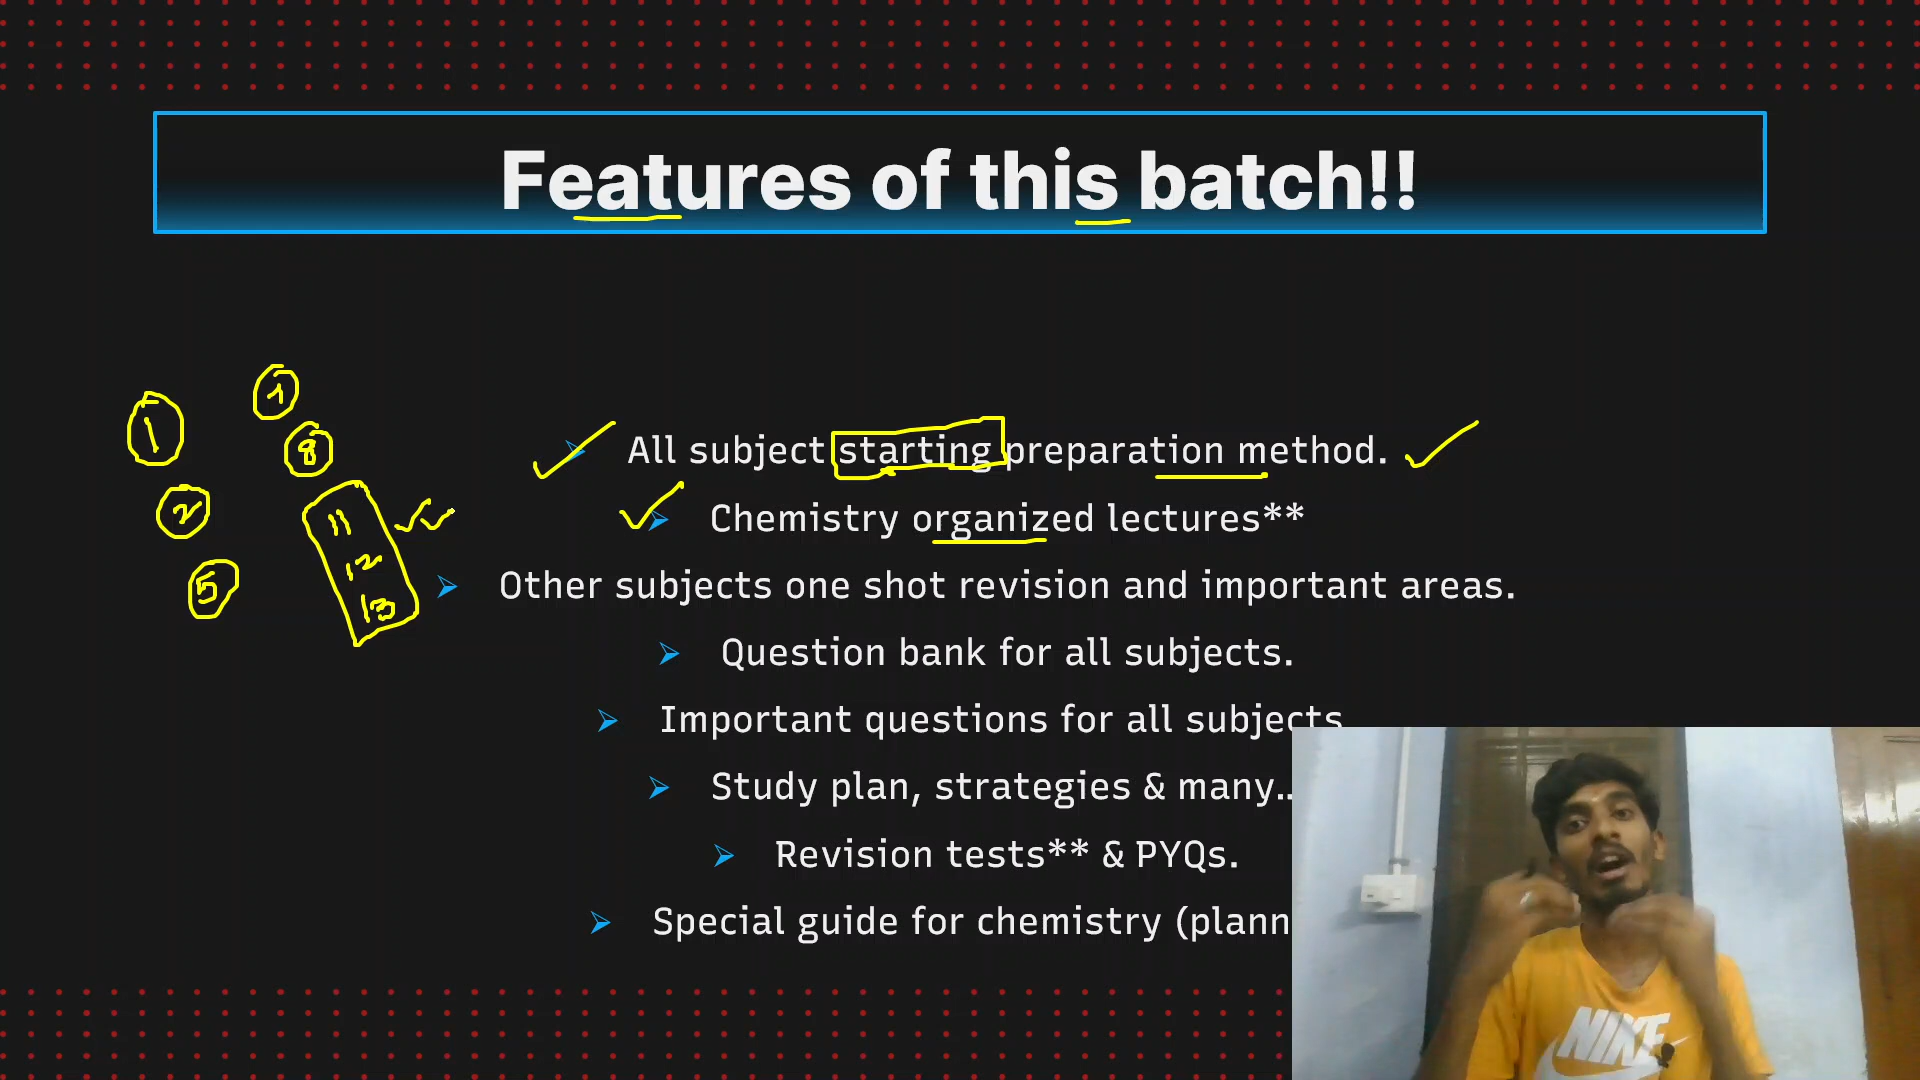 Features of this batch!!
1
1
8
2
11
12
13
5
All subject starting preparation method.
Chemistry organized lectures**
Other subjects one shot revision and important areas.
Question bank for all subjects.
Important questions for all subjects
Study plan, strategies & many..
Revision tests** & PYQs.
Special guide for chemistry (plann
NIKE